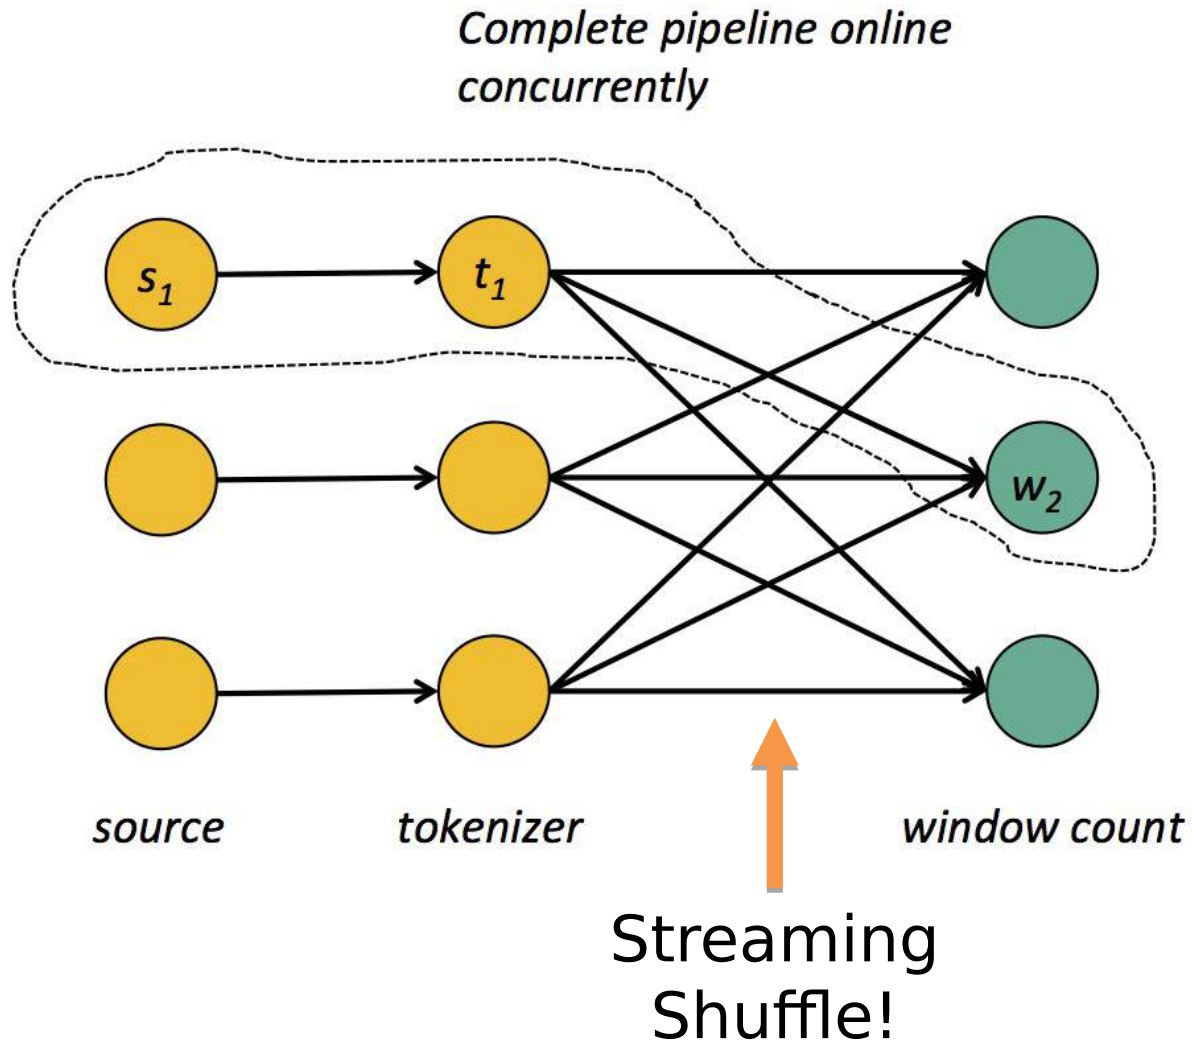 Complete pipeline online
concurrently
s1
t1
w2
source
tokenizer
window count
Streaming
Shuffle!